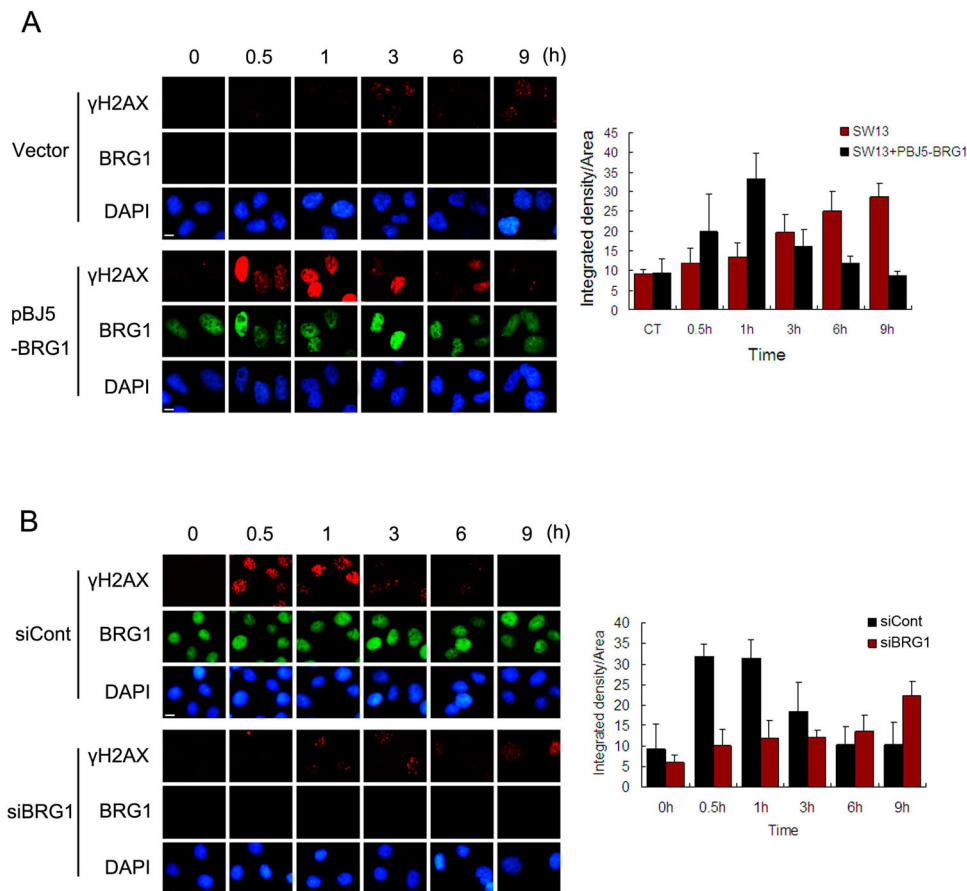 A
0 0.5 1 3 6 9 (h)
Vector
γH2AX
BRG1
DAPI
pBJ5
-BRG1
γH2AX
BRG1
DAPI
Integrated density/Area
45
40
35
30
25
20
15
10
5
0
SW13
SW13+PBJ5-BRG1
CT 0.5h 1h 3h 6h 9h
Time
B
0 0.5 1 3 6 9 (h)
siCont
γH2AX
BRG1
DAPI
siBRG1
γH2AX
BRG1
DAPI
Integrated density/Area
40
35
30
25
20
15
10
5
0
siCont
siBRG1
0h 0.5h 1h 3h 6h 9h
Time